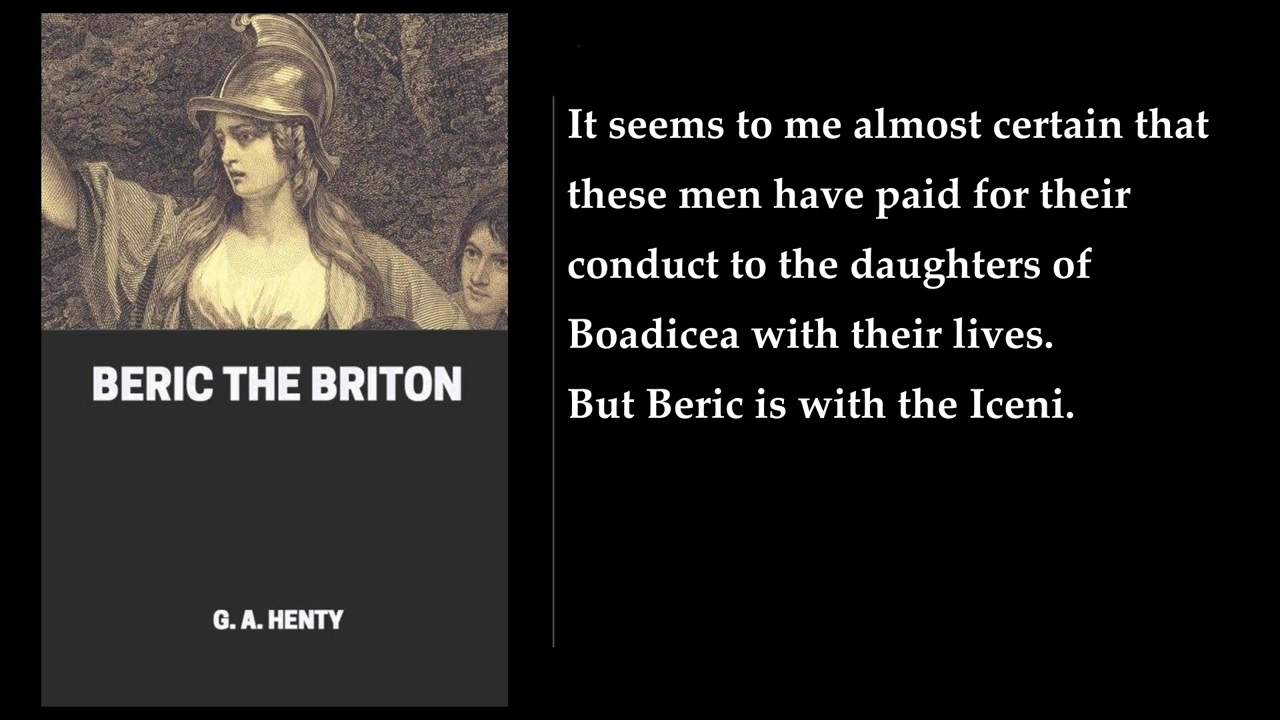 BERIC THE BRITON
G. A. HENTY
It seems to me almost certain that
these men have paid for their
conduct to the daughters of
Boadicea with their lives.
But Beric is with the Iceni.